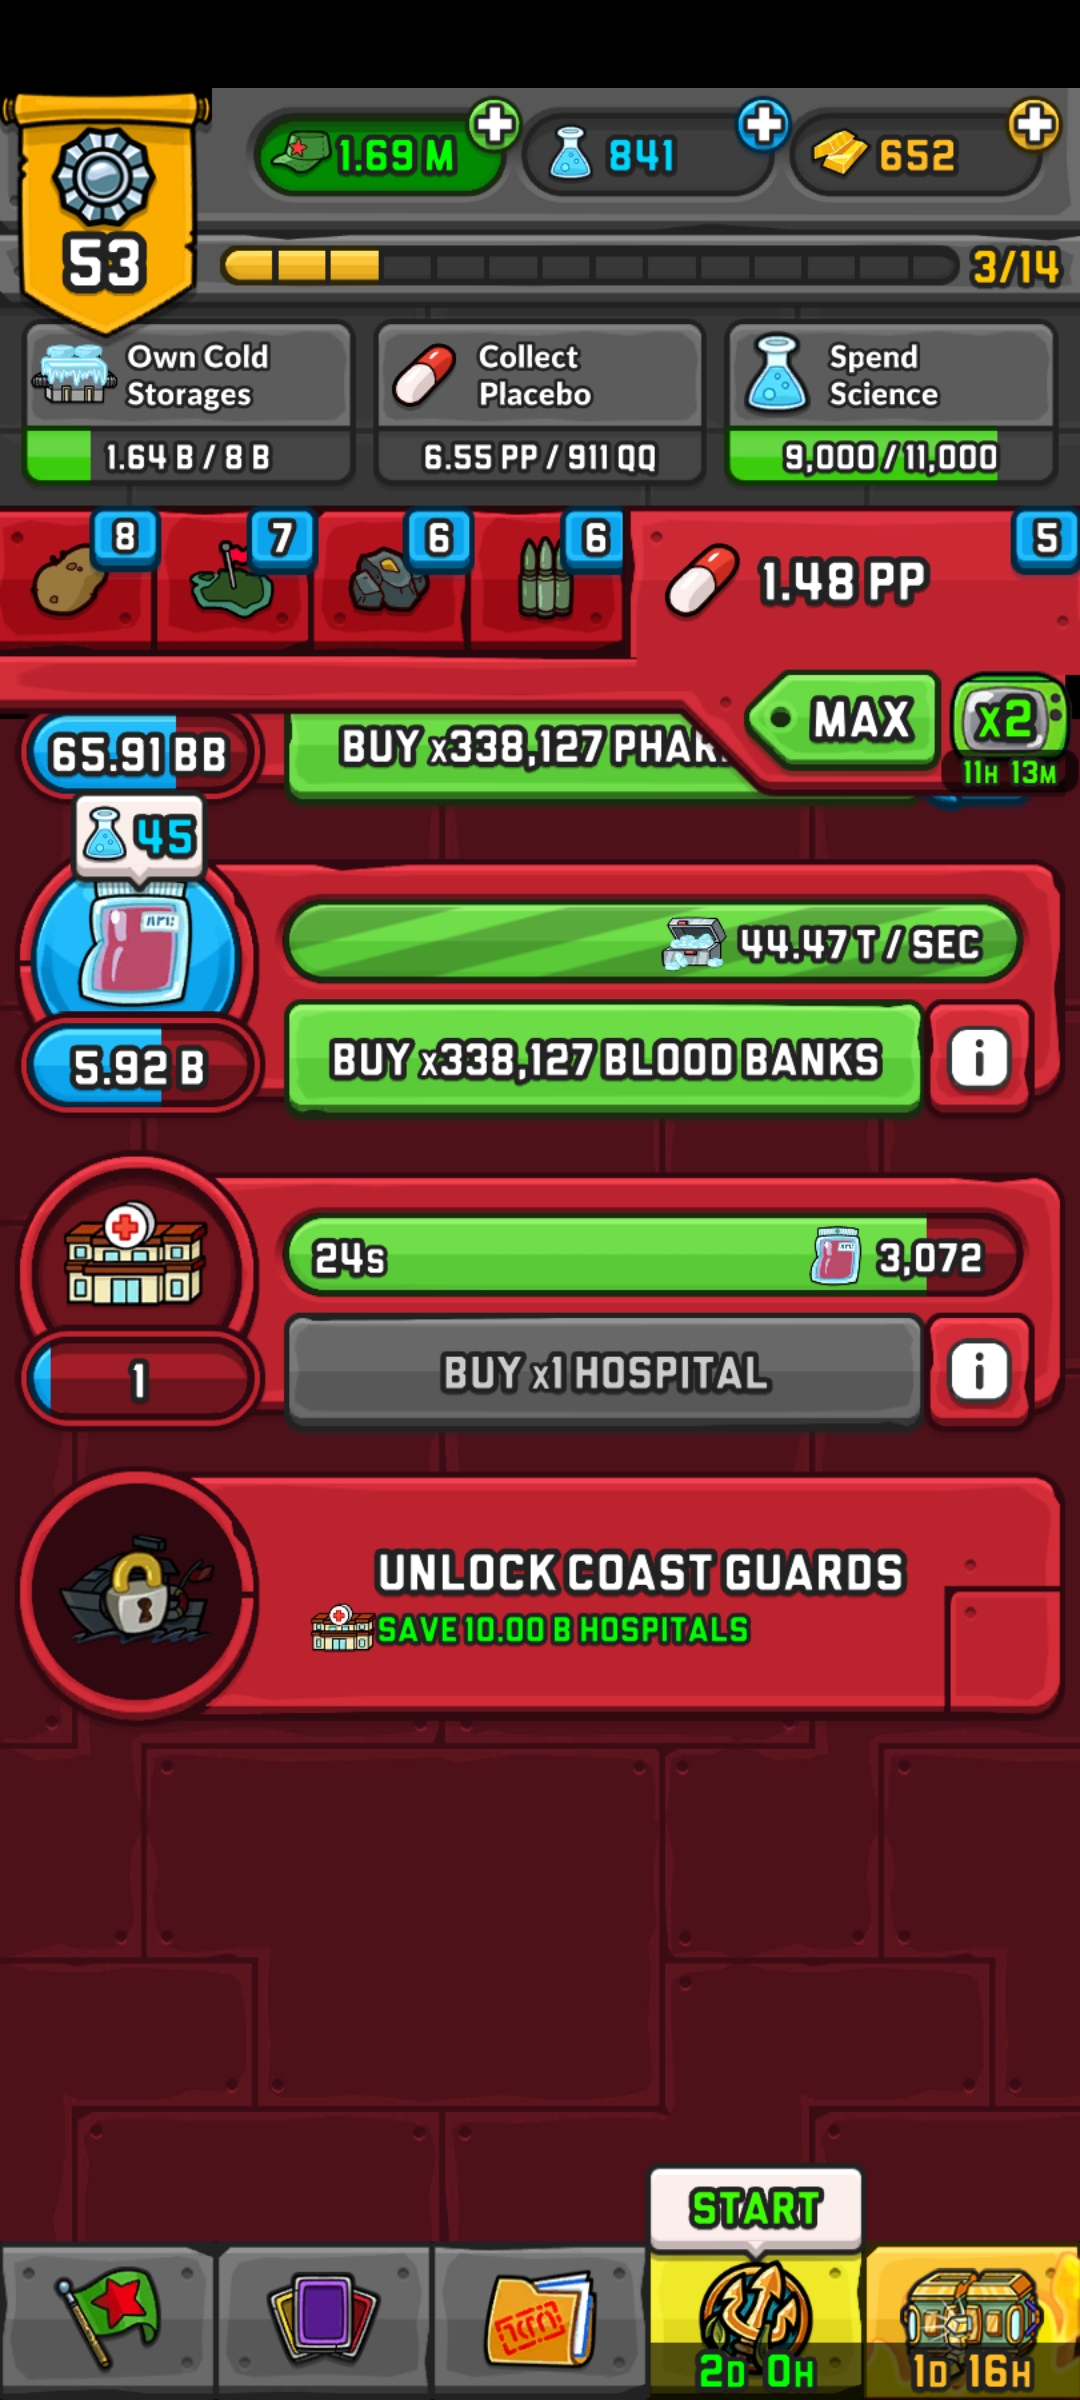 53
1.69 M
841
652
3/14
Own Cold
Storages
1.64 B / 8 B
Collect
Placebo
6.55 PP / 911 QQ
Spend
Science
9,000 / 11,000
8
7
6
6
1.48 PP
5
MAX
x2
11H 13M
65.91 BB
BUY x338,127 PHAR
45
44.47 T / SEC
5.92 B
BUY x338,127 BLOOD BANKS
i
24s
3,072
1
BUY x1 HOSPITAL
i
UNLOCK COAST GUARDS
SAVE 10.00 B HOSPITALS
START
2D 0H
1D 16H